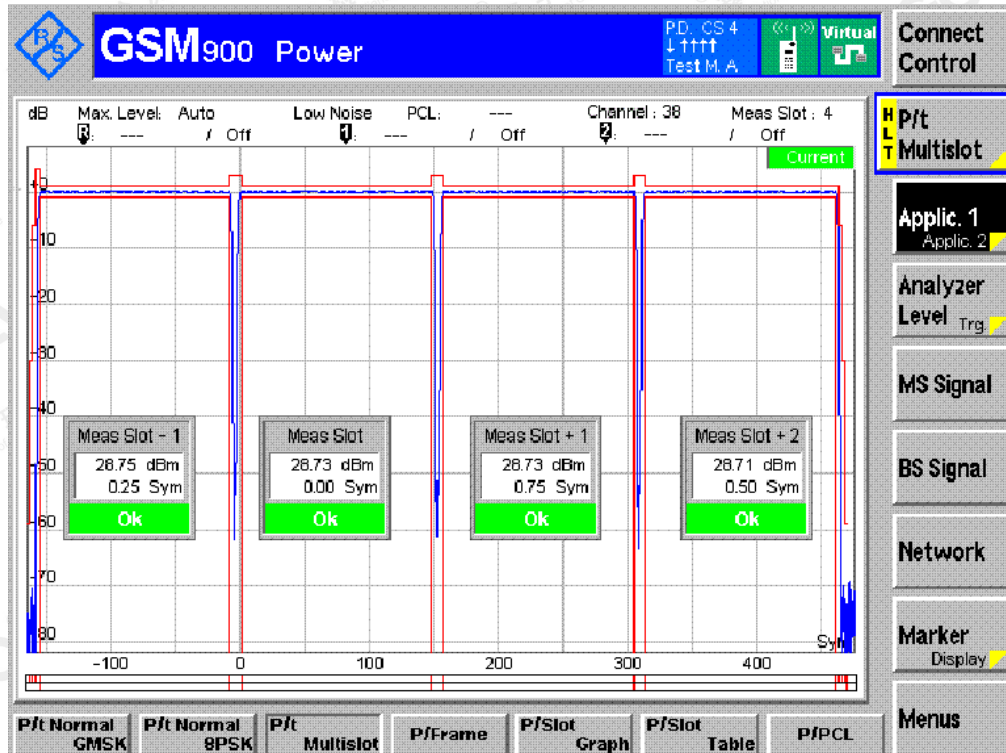 R&S
GSM900 Power
P.D. CS 4
↓ ↑↑↑↑
Test M. A
Virtual
dB Max. Level: Auto Low Noise PCL: --- Channel : 38 Meas Slot : 4
R: --- / Off 1: --- / Off 2: --- / Off
Current
+0
-10
-20
-30
-40
-50
-60
-70
-80
Meas Slot - 1
28.75 dBm
0.25 Sym
Ok
Meas Slot
28.73 dBm
0.00 Sym
Ok
Meas Slot + 1
28.73 dBm
0.75 Sym
Ok
Meas Slot + 2
28.71 dBm
0.50 Sym
Ok
Sym
-100 0 100 200 300 400
P/t Normal GMSK
P/t Normal 8PSK
P/t Multislot
P/Frame
P/Slot Graph
P/Slot Table
P/PCL
Connect Control
HLT
P/t Multislot
Applic. 1
Applic. 2
Analyzer Level Trg.
MS Signal
BS Signal
Network
Marker
Display
Menus